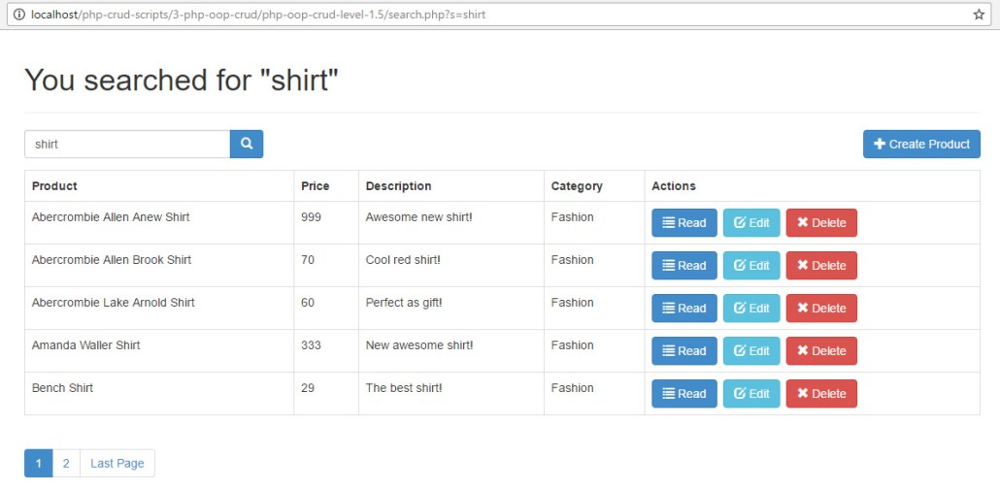 localhost/php-crud-scripts/3-php-oop-crud/php-oop-crud-level-1.5/search.php?s=shirt
You searched for "shirt"
shirt
Create Product
Product Price Description Category Actions
Abercrombie Allen Anew Shirt 999 Awesome new shirt! Fashion Read Edit Delete
Abercrombie Allen Brook Shirt 70 Cool red shirt! Fashion Read Edit Delete
Abercrombie Lake Arnold Shirt 60 Perfect as gift! Fashion Read Edit Delete
Amanda Waller Shirt 333 New awesome shirt! Fashion Read Edit Delete
Bench Shirt 29 The best shirt! Fashion Read Edit Delete
1 2 Last Page